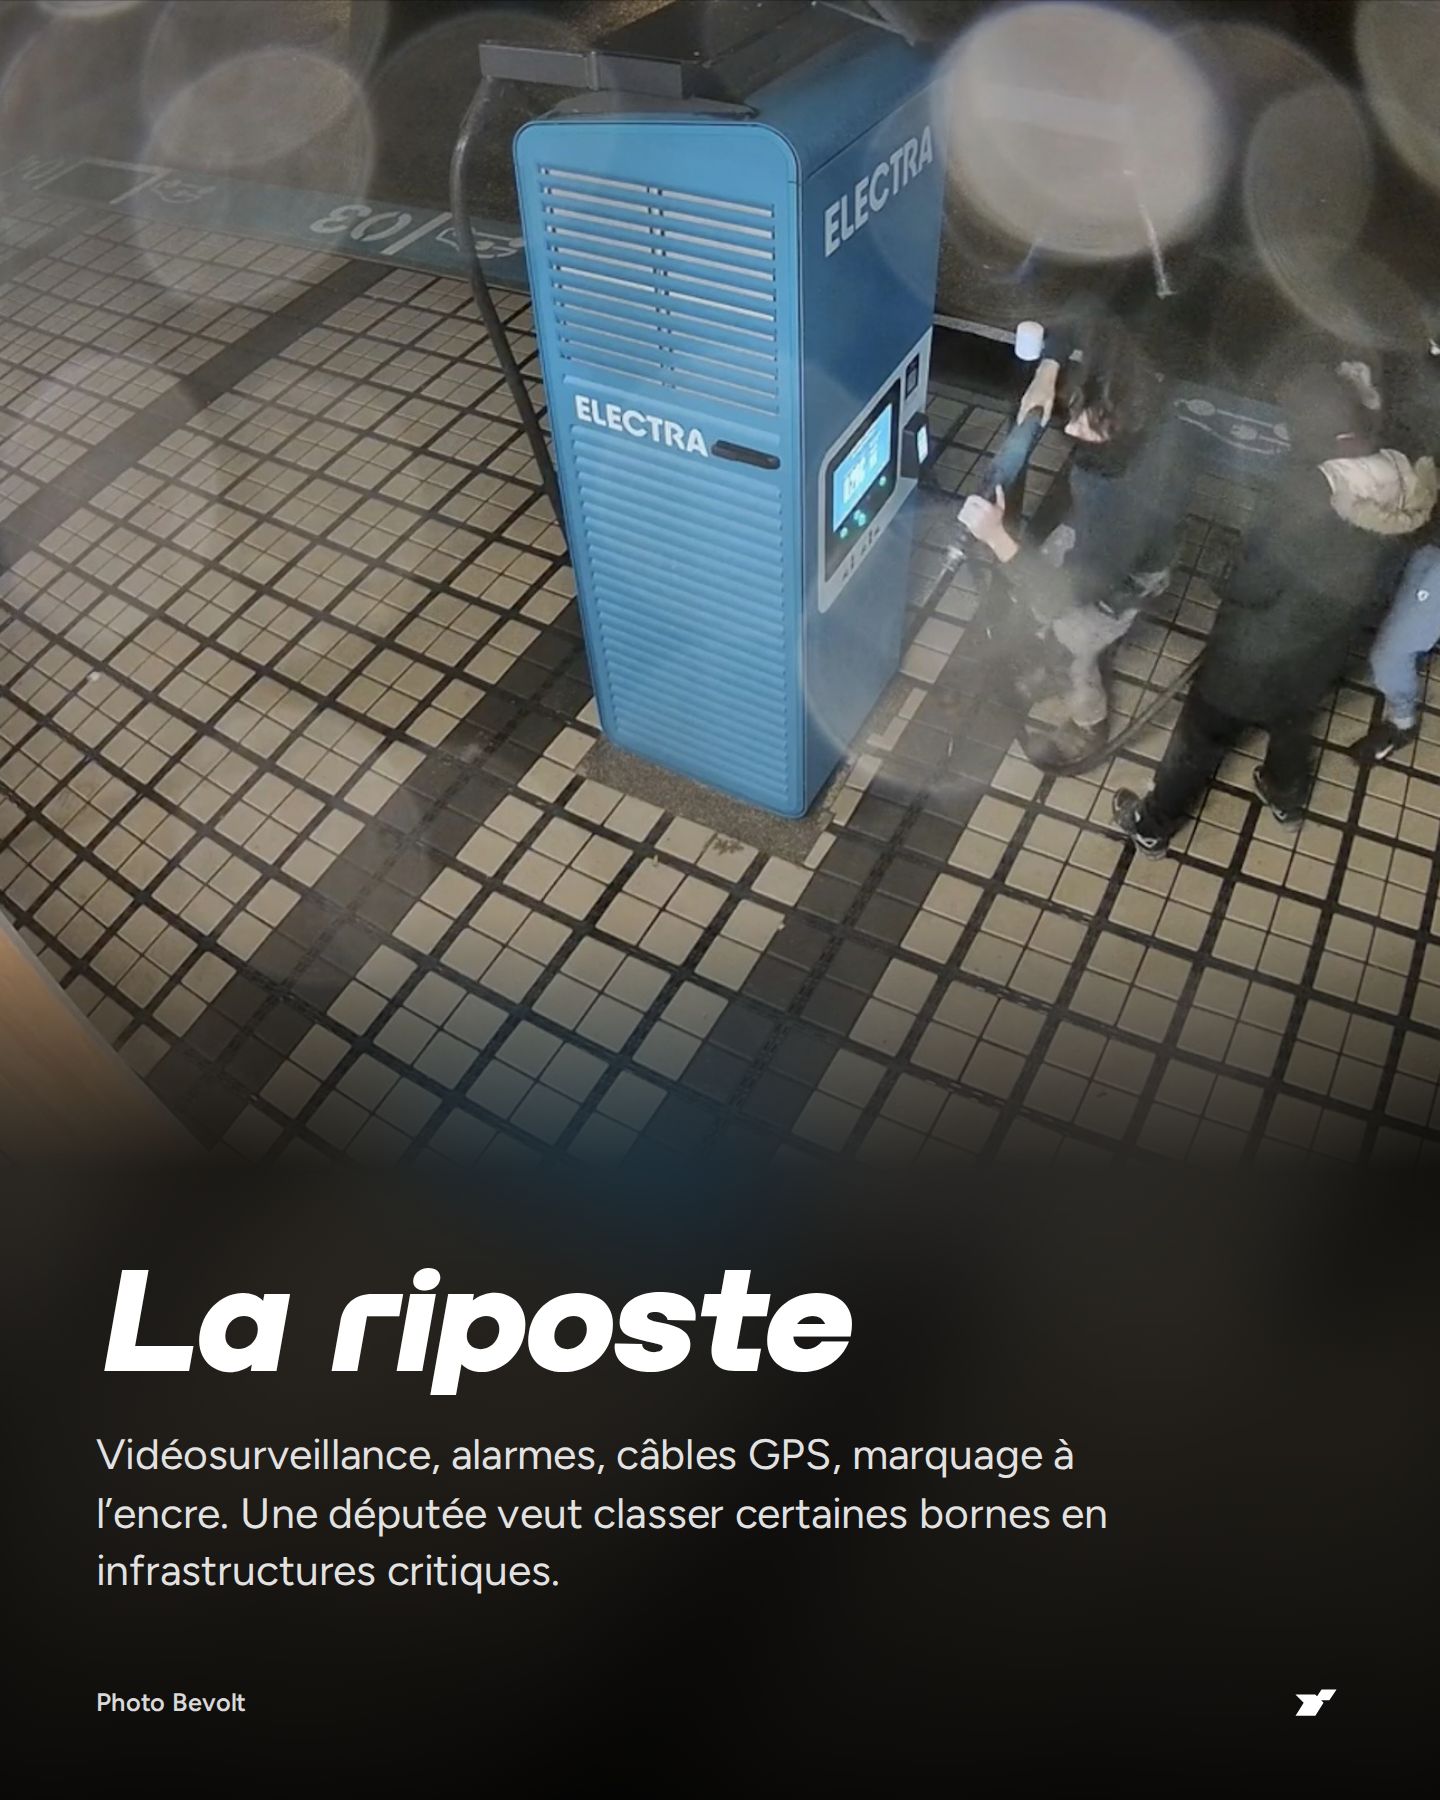 ELECTRA
ELECTRA
03
La riposte
Vidéosurveillance, alarmes, câbles GPS, marquage à
l’encre. Une députée veut classer certaines bornes en
infrastructures critiques.
Photo Bevolt